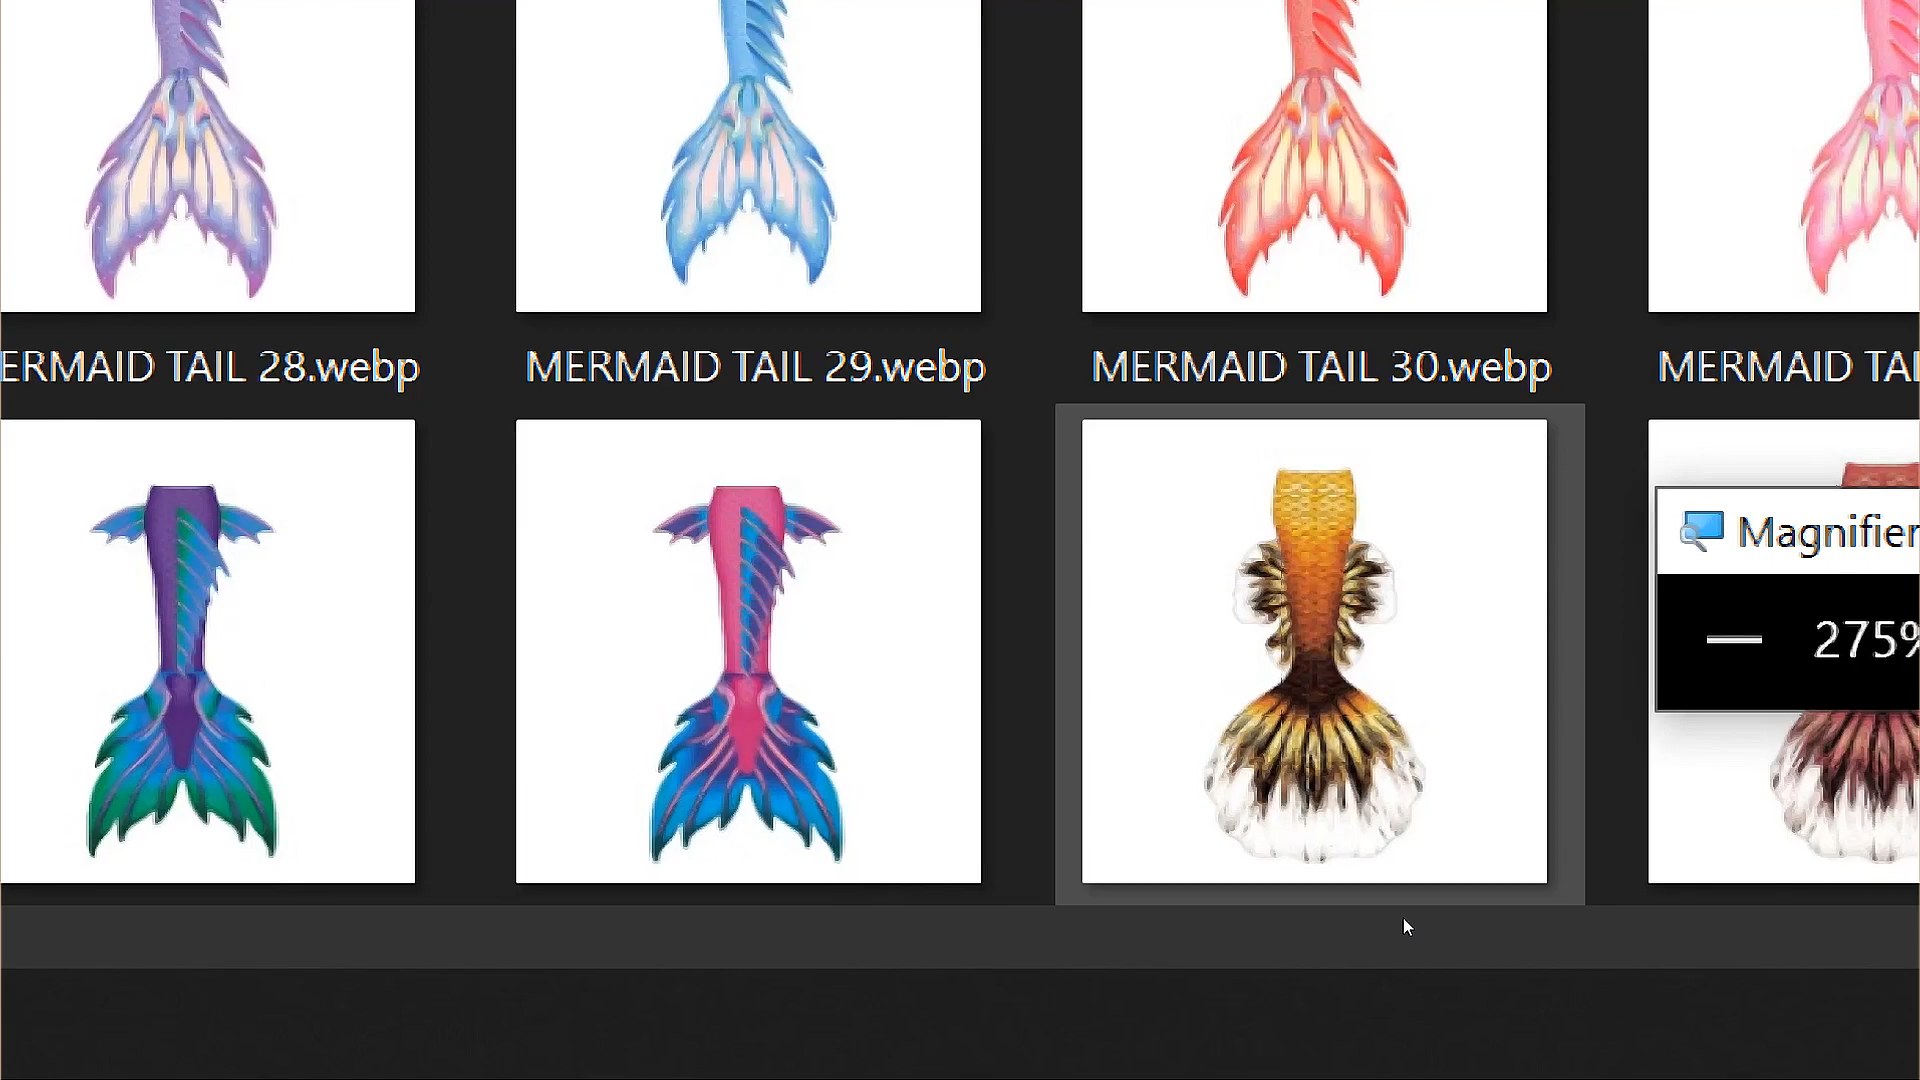 ERMAID TAIL 28.webp
MERMAID TAIL 29.webp
MERMAID TAIL 30.webp
MERMAID TAI
Magnifier
275%